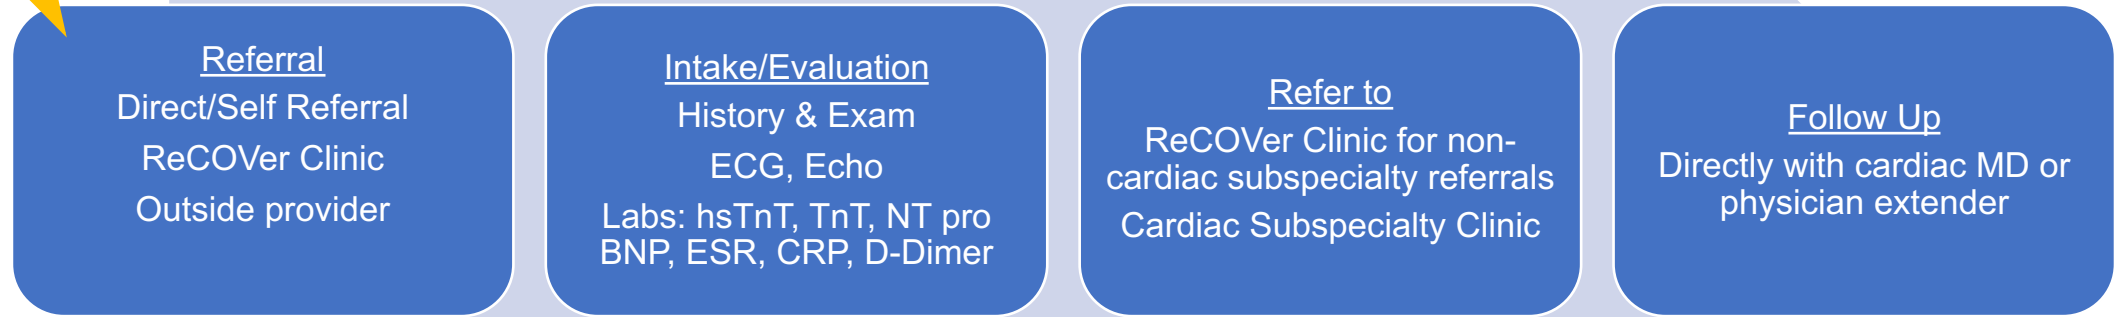 Referral
Direct/Self Referral
ReCOVer Clinic
Outside provider
Intake/Evaluation
History & Exam
ECG, Echo
Labs: hsTnT, TnT, NT pro
BNP, ESR, CRP, D-Dimer
Refer to
ReCOVer Clinic for non-
cardiac subspecialty referrals
Cardiac Subspecialty Clinic
Follow Up
Directly with cardiac MD or
physician extender